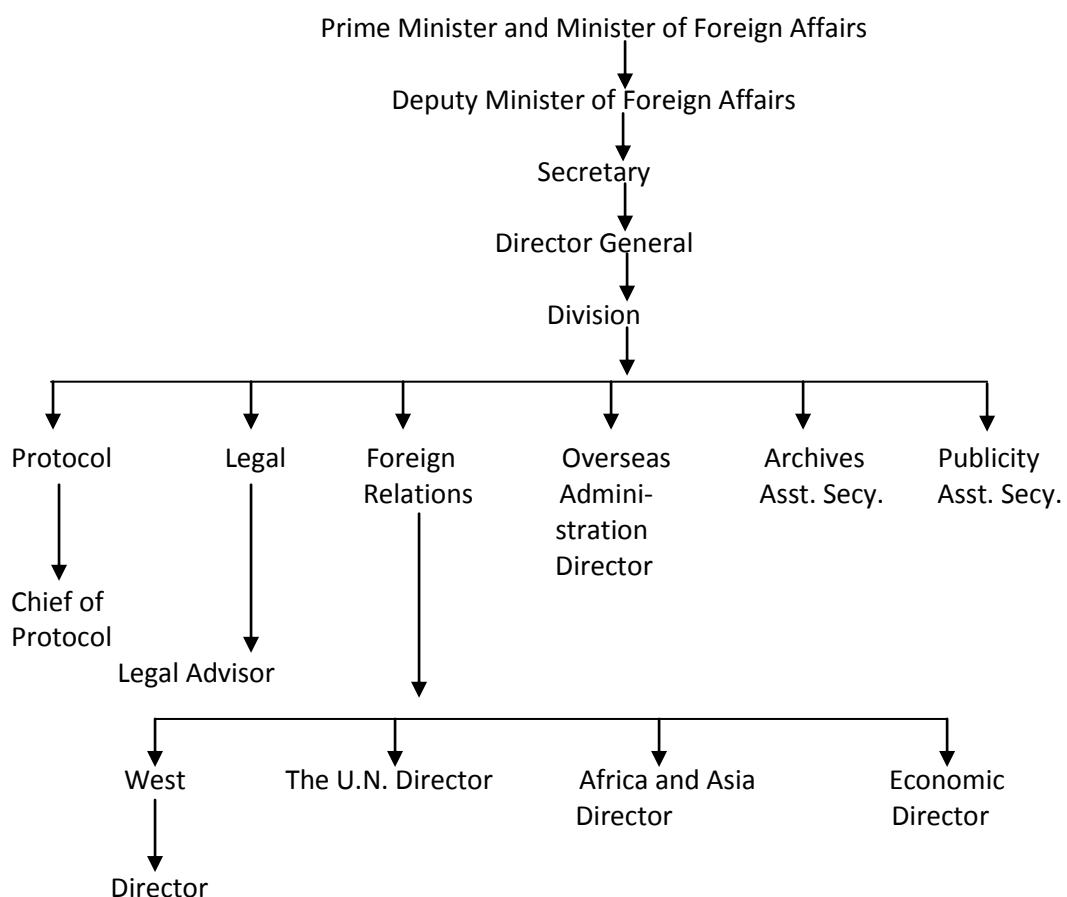 Prime Minister and Minister of Foreign Affairs
Deputy Minister of Foreign Affairs
Secretary
Director General
Division
Protocol
Legal
Foreign
Relations
Overseas
Admini-
stration
Director
Archives
Asst. Secy.
Publicity
Asst. Secy.
Chief of
Protocol
Legal Advisor
West
The U.N. Director
Africa and Asia
Director
Economic
Director
Director